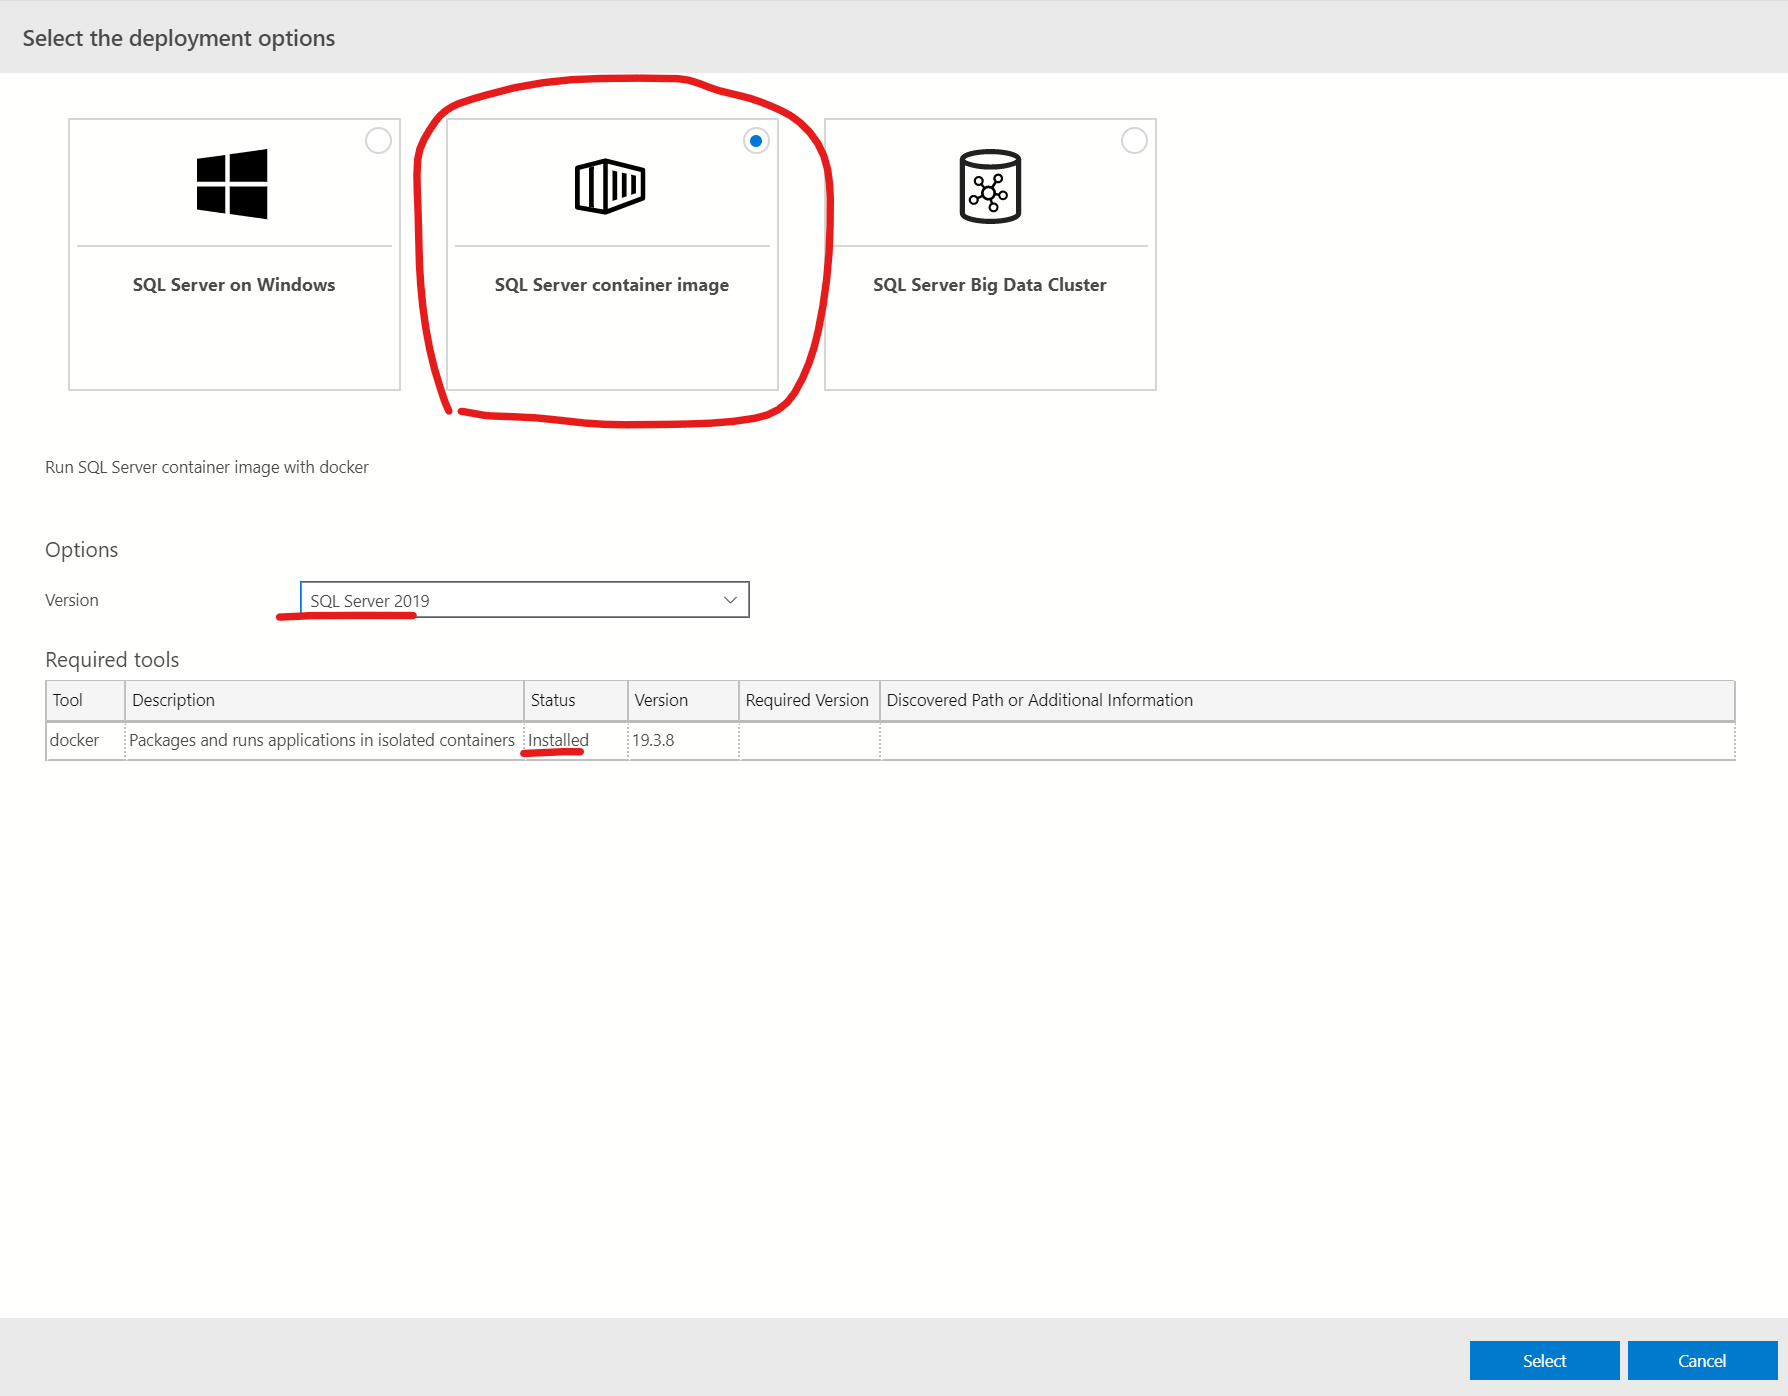 Select the deployment options
SQL Server on Windows
SQL Server container image
SQL Server Big Data Cluster
Run SQL Server container image with docker
Options
Version SQL Server 2019
Required tools
Tool Description Status Version Required Version Discovered Path or Additional Information
docker Packages and runs applications in isolated containers Installed 19.3.8
Select Cancel